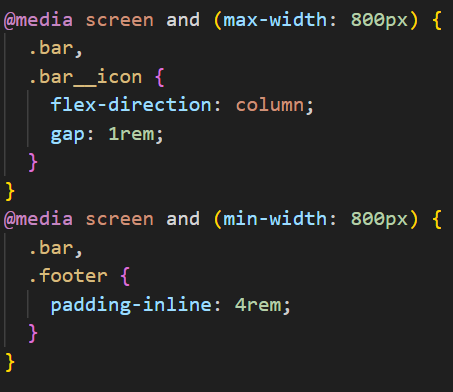 @media screen and (max-width: 800px) {
  .bar,
  .bar__icon {
    flex-direction: column;
    gap: 1rem;
  }
}
@media screen and (min-width: 800px) {
  .bar,
  .footer {
    padding-inline: 4rem;
  }
}